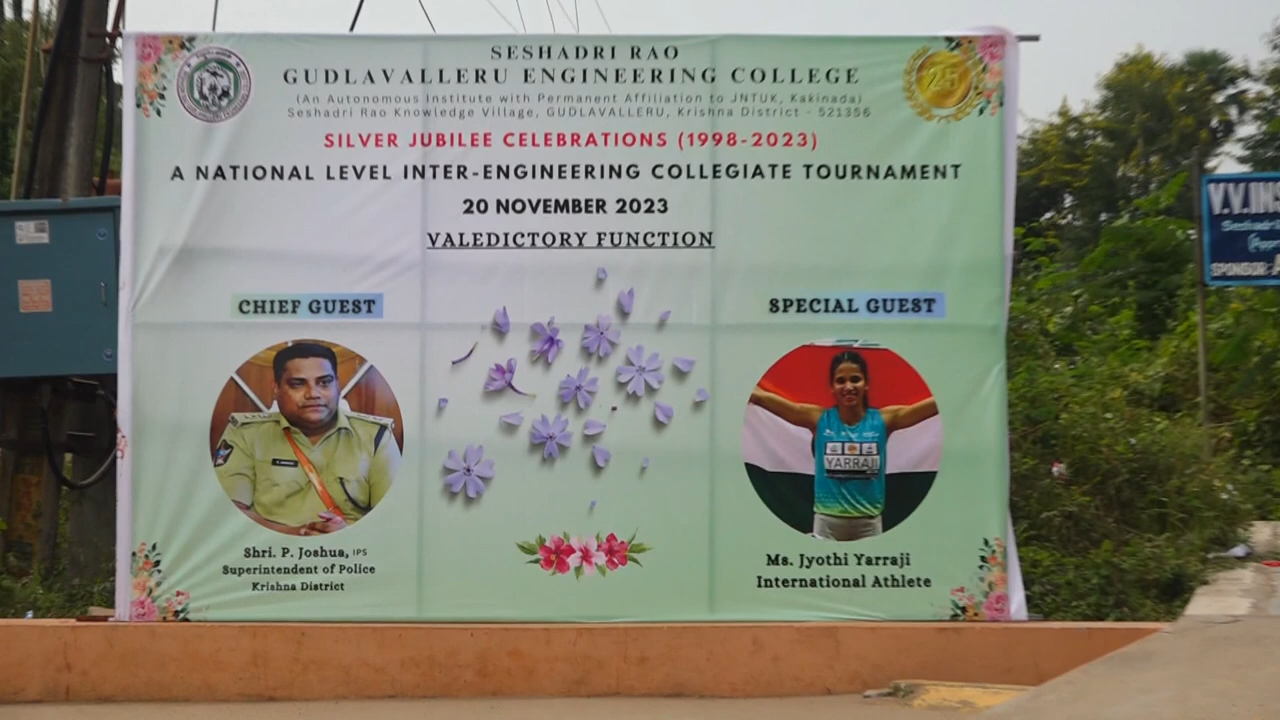 SESHADRI RAO
GUDLAVALLERU ENGINEERING COLLEGE
(An Autonomous Institute with Permanent Affiliation to JNTUK, Kakinada)
Seshadri Rao Knowledge Village, GUDLAVALLERU, Krishna District - 521356
25
SILVER JUBILEE CELEBRATIONS (1998-2023)
A NATIONAL LEVEL INTER-ENGINEERING COLLEGIATE TOURNAMENT
20 NOVEMBER 2023
VALEDICTORY FUNCTION
CHIEF GUEST
SPECIAL GUEST
YARRAJI
Shri. P. Joshua, IPS
Superintendent of Police
Krishna District
Ms. Jyothi Yarraji
International Athlete
V.V.INS
Seshadri
SPONSOR: